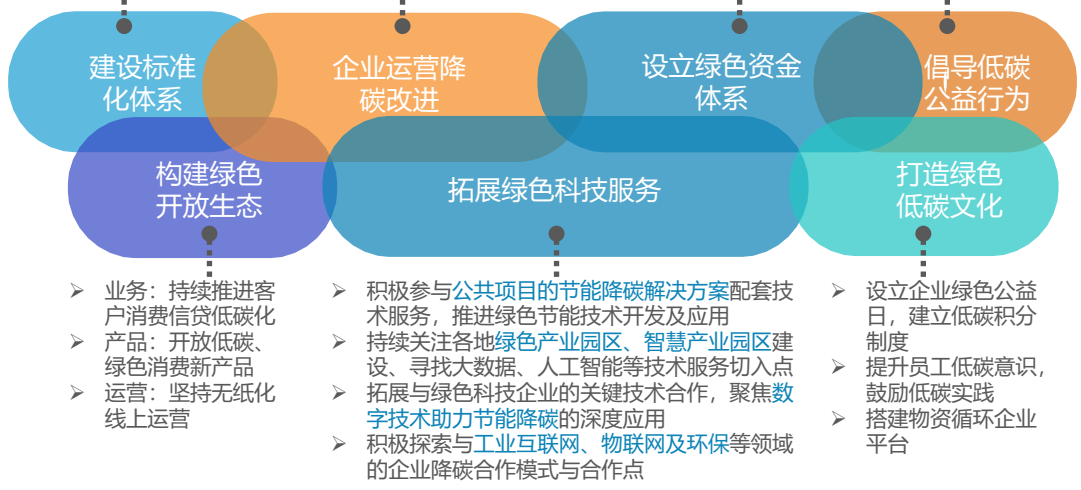 建设标准
化体系
企业运营降
碳改进
设立绿色资金
体系
倡导低碳
公益行为
构建绿色
开放生态
拓展绿色科技服务
打造绿色
低碳文化
➢ 业务：持续推进客
户消费信贷低碳化
➢ 产品：开放低碳、
绿色消费新产品
➢ 运营：坚持无纸化
线上运营
➢ 积极参与公共项目的节能降碳解决方案配套技
术服务，推进绿色节能技术开发及应用
➢ 持续关注各地绿色产业园区、智慧产业园区建
设、寻找大数据、人工智能等技术服务切入点
➢ 拓展与绿色科技企业的关键技术合作，聚焦数
字技术助力节能降碳的深度应用
➢ 积极探索与工业互联网、物联网及环保等领域
的企业降碳合作模式与合作点
➢ 设立企业绿色公益
日，建立低碳积分
制度
➢ 提升员工低碳意识，
鼓励低碳实践
➢ 搭建物资循环企业
平台